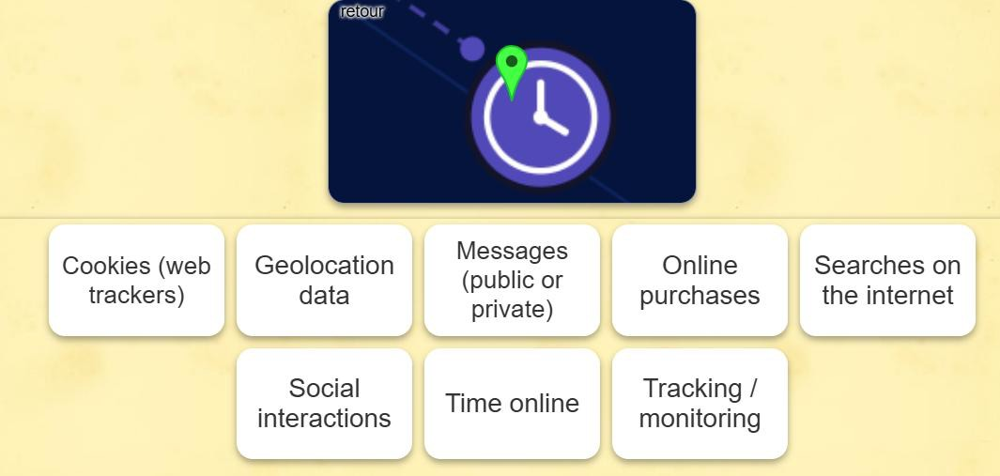 retour
Cookies (web
trackers)
Geolocation
data
Messages
(public or
private)
Online
purchases
Searches on
the internet
Social
interactions
Time online
Tracking /
monitoring